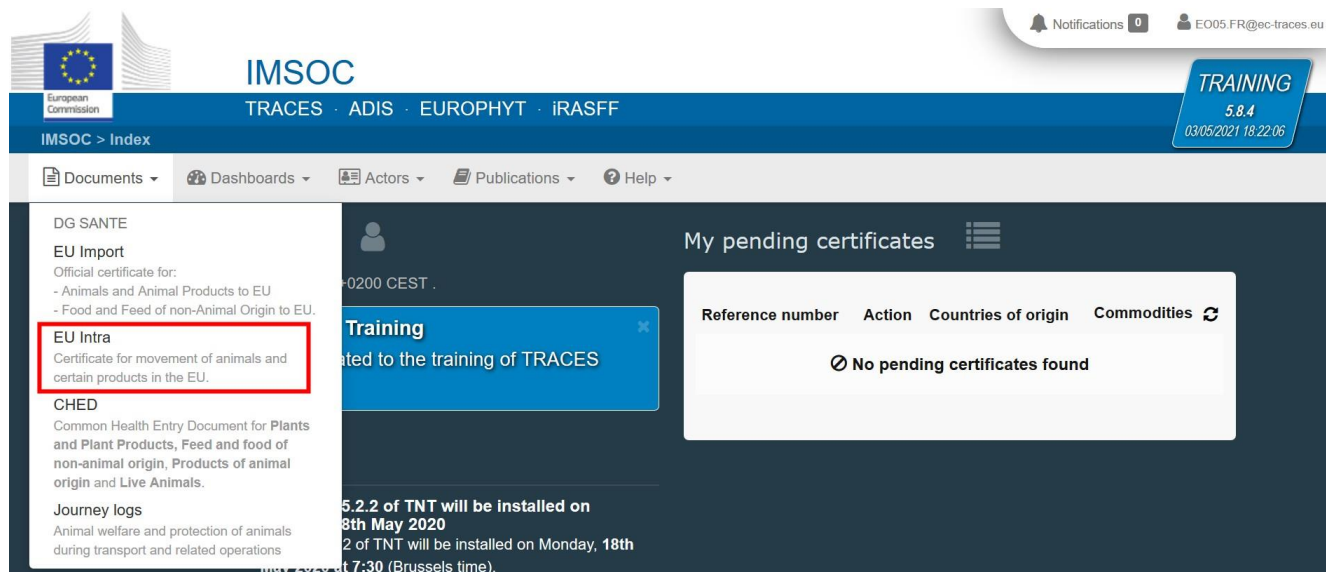 Notifications 0
EO05.FR@ec-traces.eu
European
Commission
IMSOC
TRACES · ADIS · EUROPHYT · iRASFF
TRAINING
5.8.4
03/05/2021 18:22:06
IMSOC > Index
Documents
Dashboards
Actors
Publications
Help
DG SANTE
EU Import
Official certificate for:
- Animals and Animal Products to EU
- Food and Feed of non-Animal Origin to EU.
EU Intra
Certificate for movement of animals and
certain products in the EU.
CHED
Common Health Entry Document for Plants
and Plant Products, Feed and food of
non-animal origin, Products of animal
origin and Live Animals.
Journey logs
Animal welfare and protection of animals
during transport and related operations
+0200 CEST .
Training
ated to the training of TRACES
5.2.2 of TNT will be installed on
8th May 2020
2 of TNT will be installed on Monday, 18th
at 7:30 (Brussels time).
My pending certificates
Reference number Action Countries of origin Commodities
No pending certificates found